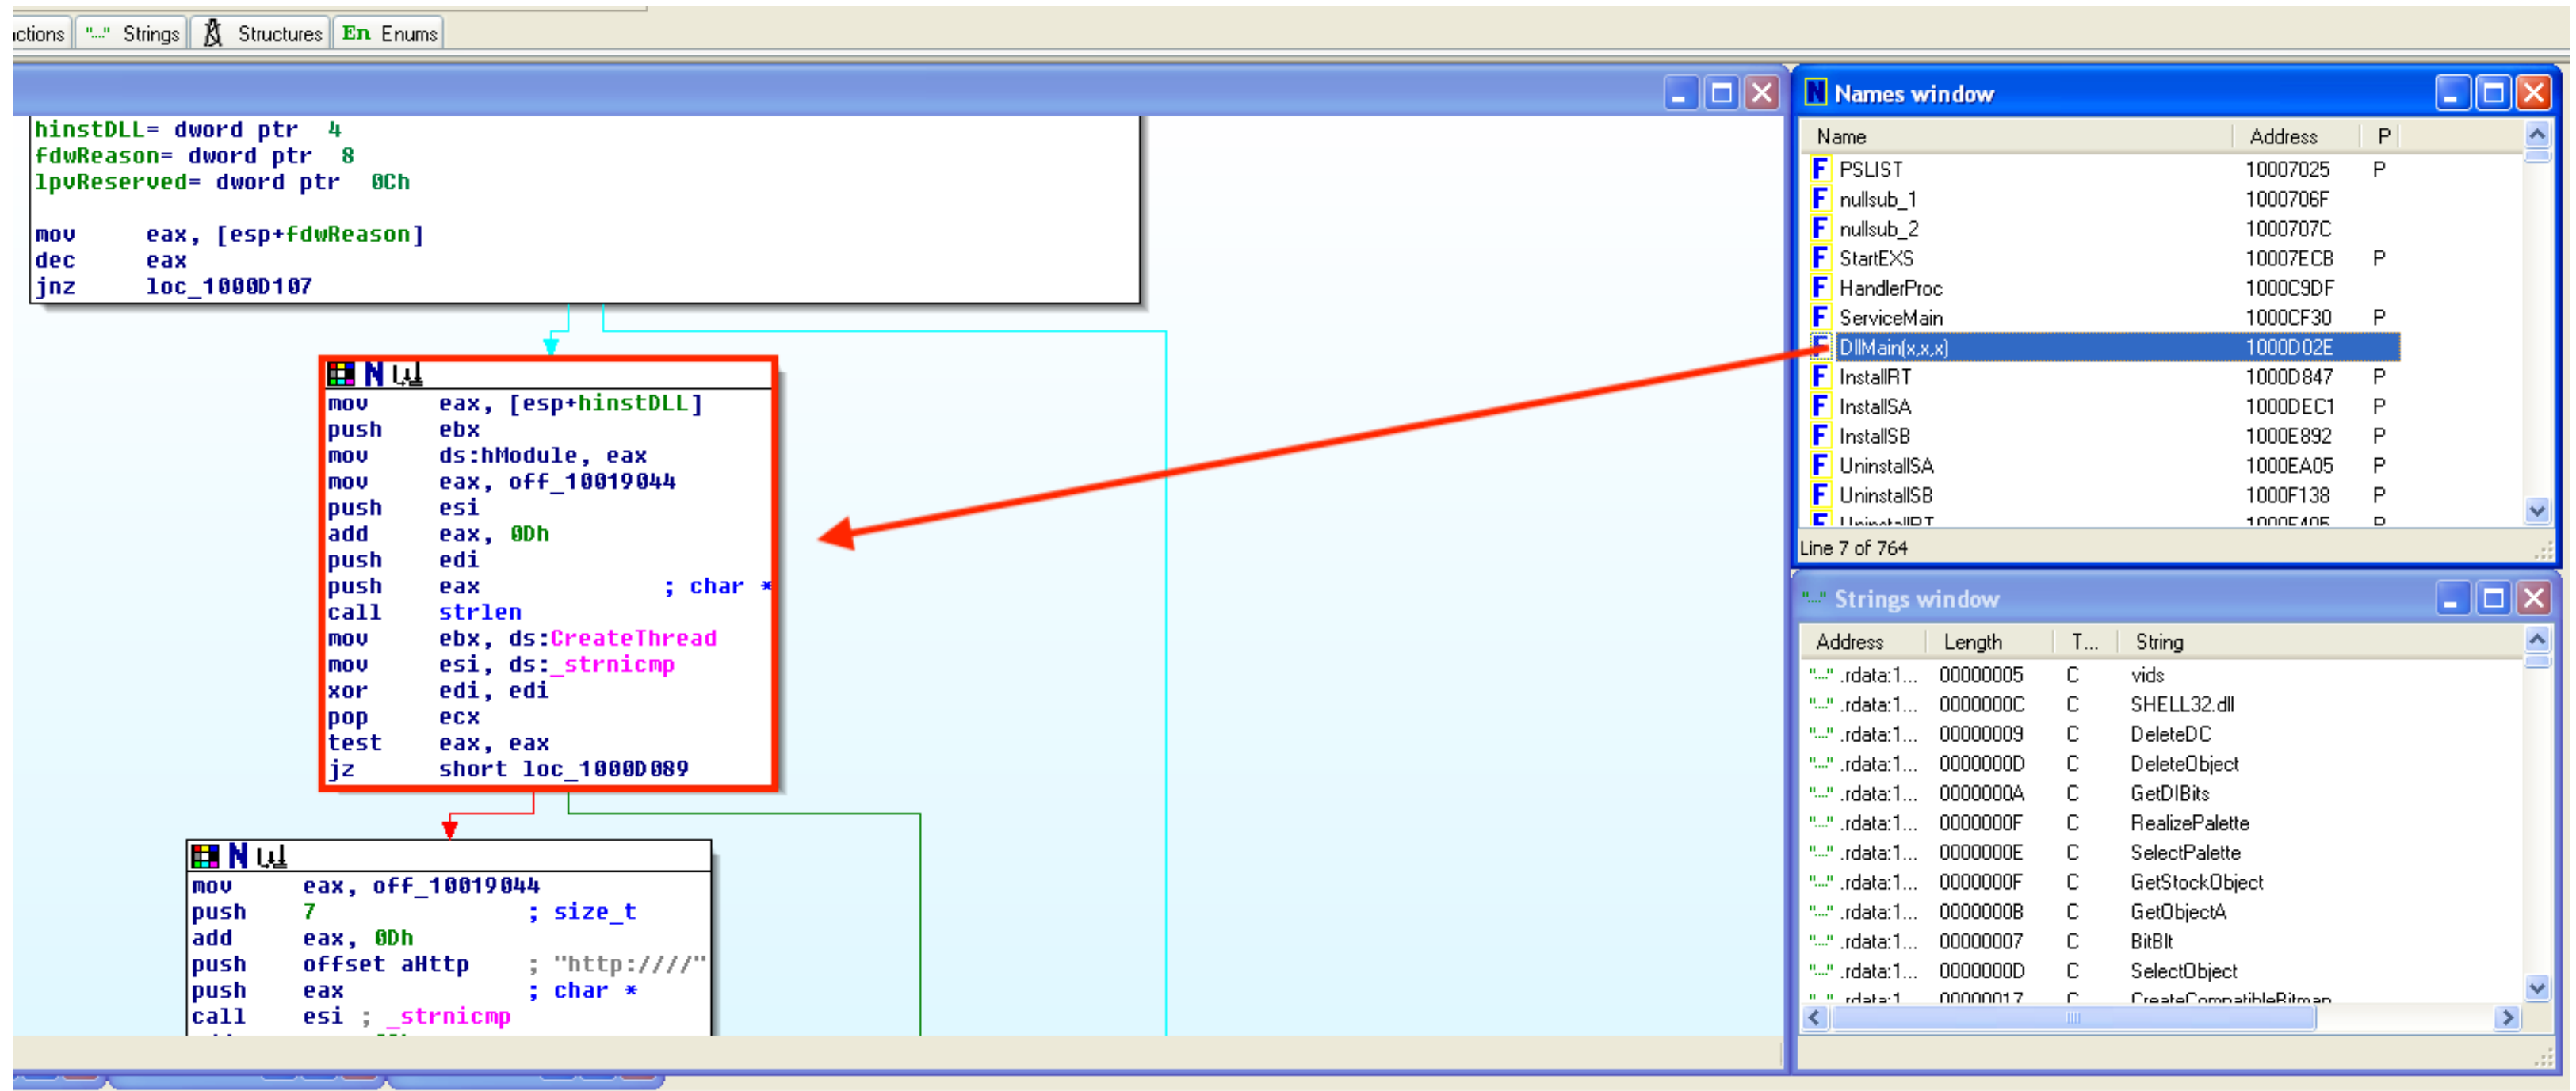 ctions "..." Strings Structures En Enums
hinstDLL= dword ptr 4
fdwReason= dword ptr 8
lpvReserved= dword ptr 0Ch
mov eax, [esp+fdwReason]
dec eax
jnz loc_1000D107
N
mov eax, [esp+hinstDLL]
push ebx
mov ds:hModule, eax
mov eax, off_10019044
push esi
add eax, 0Dh
push edi
push eax ; char *
call strlen
mov ebx, ds:CreateThread
mov esi, ds:_strnicmp
xor edi, edi
pop ecx
test eax, eax
jz short loc_1000D089
N
mov eax, off_10019044
push 7 ; size_t
add eax, 0Dh
push offset aHttp ; "http:////"
push eax ; char *
call esi ; _strnicmp
N Names window
Name Address P
F PSLIST 10007025 P
F nullsub_1 1000706F
F nullsub_2 1000707C
F StartEXS 10007ECB P
F HandlerProc 1000C9DF
F ServiceMain 1000CF30 P
F DllMain(x,x,x) 1000D02E
F InstallRT 1000D847 P
F InstallSA 1000DEC1 P
F InstallSB 1000E892 P
F UninstallSA 1000EA05 P
F UninstallSB 1000F138 P
F UninstallRT 1000F405 P
Line 7 of 764
"..." Strings window
Address Length T... String
"..." .rdata:1... 00000005 C vids
"..." .rdata:1... 0000000C C SHELL32.dll
"..." .rdata:1... 00000009 C DeleteDC
"..." .rdata:1... 0000000D C DeleteObject
"..." .rdata:1... 0000000A C GetDIBits
"..." .rdata:1... 0000000F C RealizePalette
"..." .rdata:1... 0000000E C SelectPalette
"..." .rdata:1... 0000000F C GetStockObject
"..." .rdata:1... 0000000B C GetObjectA
"..." .rdata:1... 00000007 C BitBlt
"..." .rdata:1... 0000000D C SelectObject
"..." .rdata:1... 00000017 C CreateCompatibleBitmap